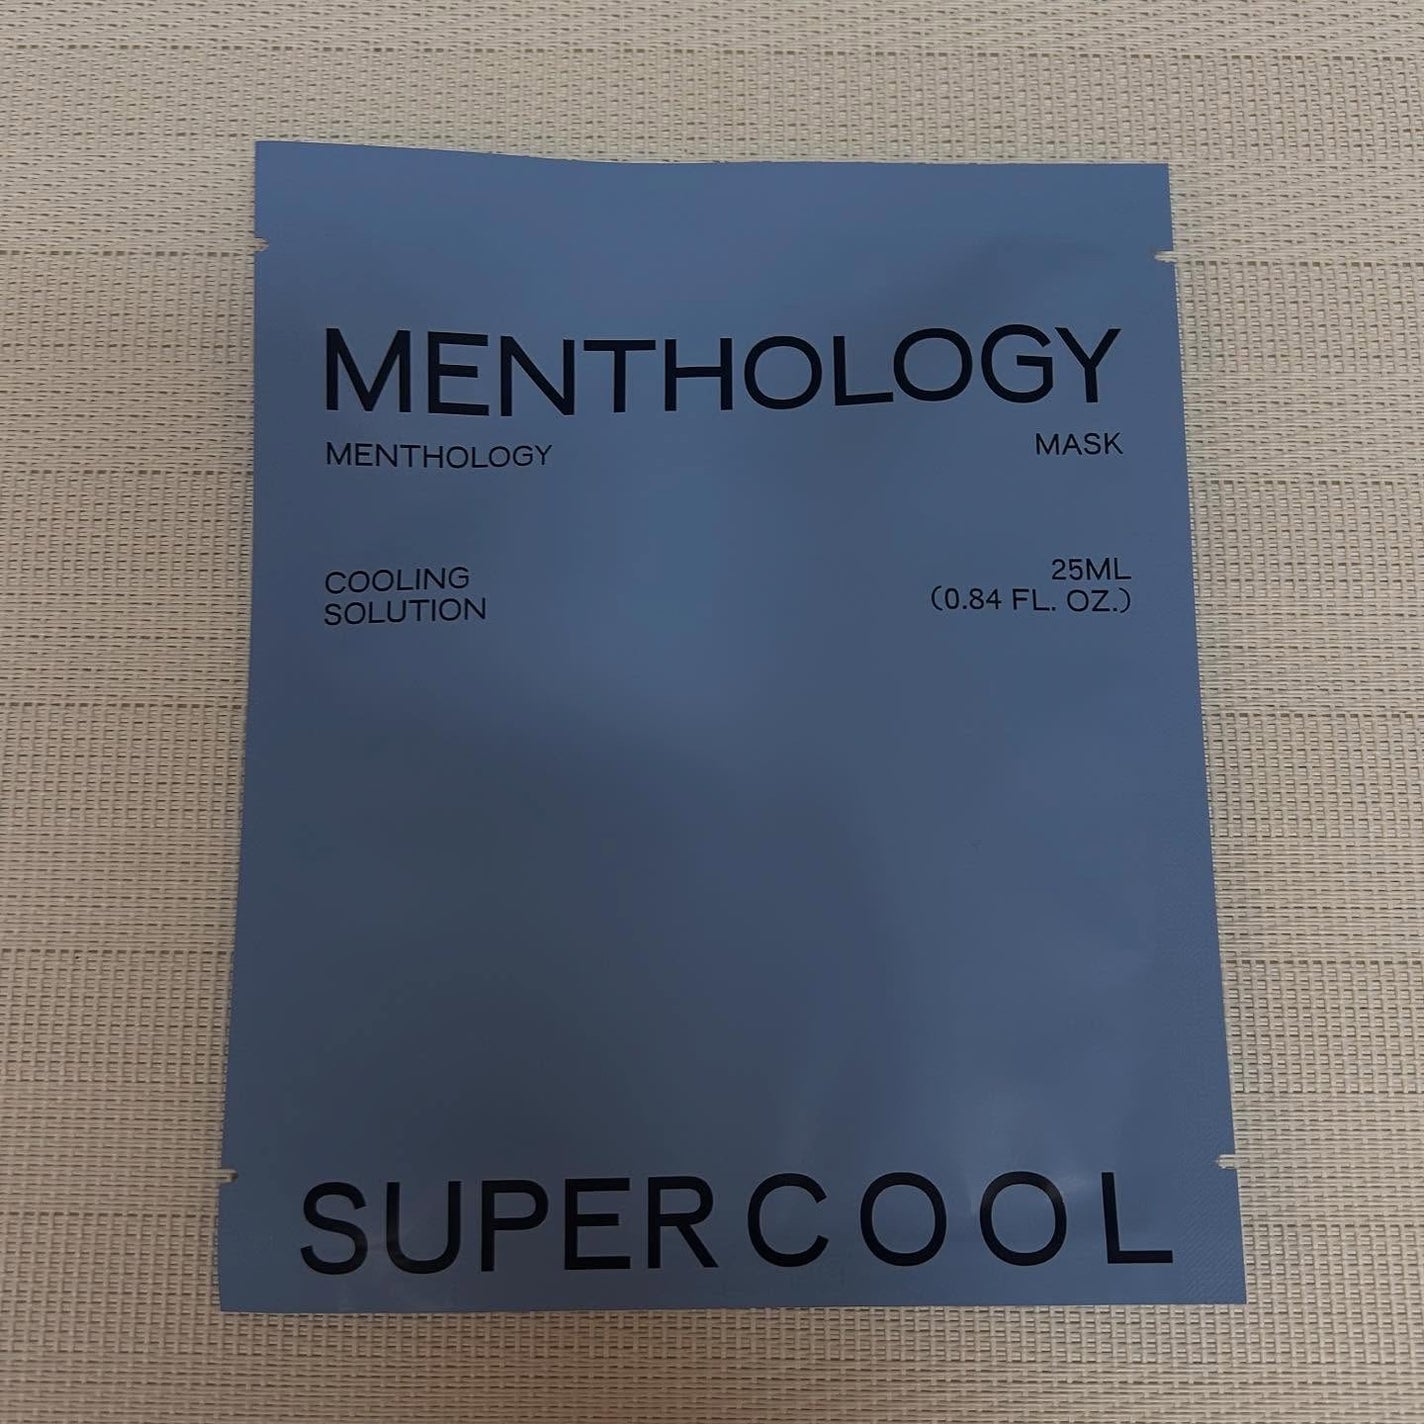 MENTHOLOGY
MENTHOLOGY MASK
COOLING
SOLUTION
25ML
(0.84 FL. OZ.)
SUPERCOOL